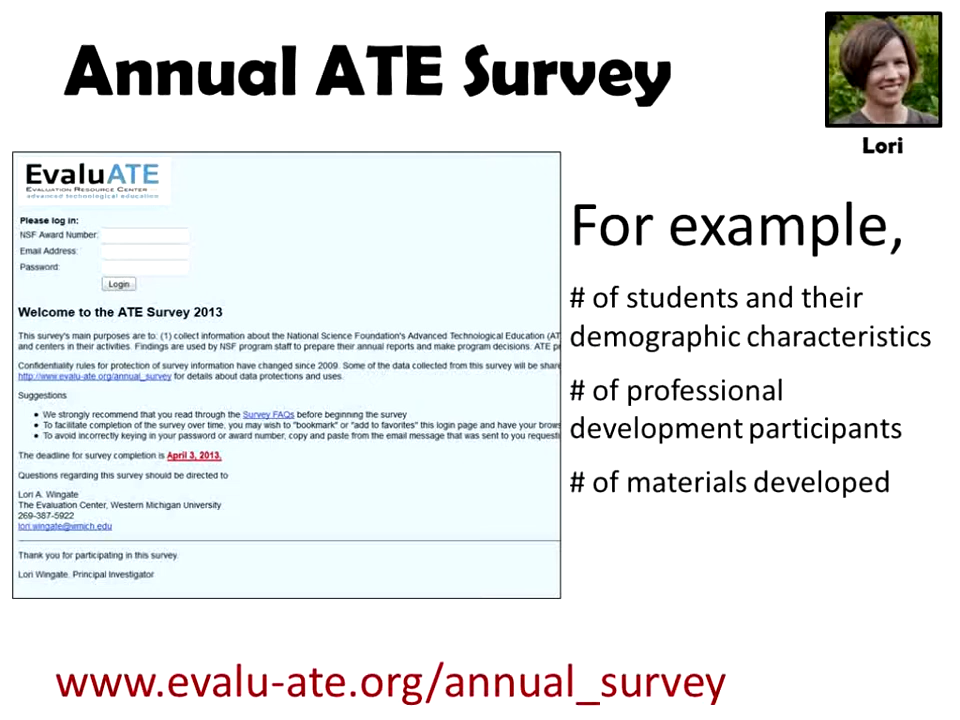 Annual ATE Survey
Lori
EvaluATE
EVALUATION RESOURCE CENTER
advanced technological education
Please log in:
NSF Award Number:
Email Address:
Password:
Login
Welcome to the ATE Survey 2013
This survey's main purposes are to: (1) collect information about the National Science Foundation's Advanced Technological Education (AT
and centers in their activities. Findings are used by NSF program staff to prepare their annual reports and make program decisions. ATE p
Confidentiality rules for protection of survey information have changed since 2009. Some of the data collected from this survey will be shar
http://www.evalu-ate.org/annual_survey for details about data protections and uses.
Suggestions
• We strongly recommend that you read through the Survey FAQs before beginning the survey
• To facilitate completion of the survey over time, you may wish to "bookmark" or "add to favorites" this login page and have your brow
• To avoid incorrectly keying in your password or award number, copy and paste from the email message that was sent to you request
The deadline for survey completion is April 3, 2013.
Questions regarding this survey should be directed to
Lori A. Wingate
The Evaluation Center, Western Michigan University
269-387-5922
lori.wingate@wmich.edu
Thank you for participating in this survey.
Lori Wingate, Principal Investigator
For example,
# of students and their
demographic characteristics
# of professional
development participants
# of materials developed
www.evalu-ate.org/annual_survey